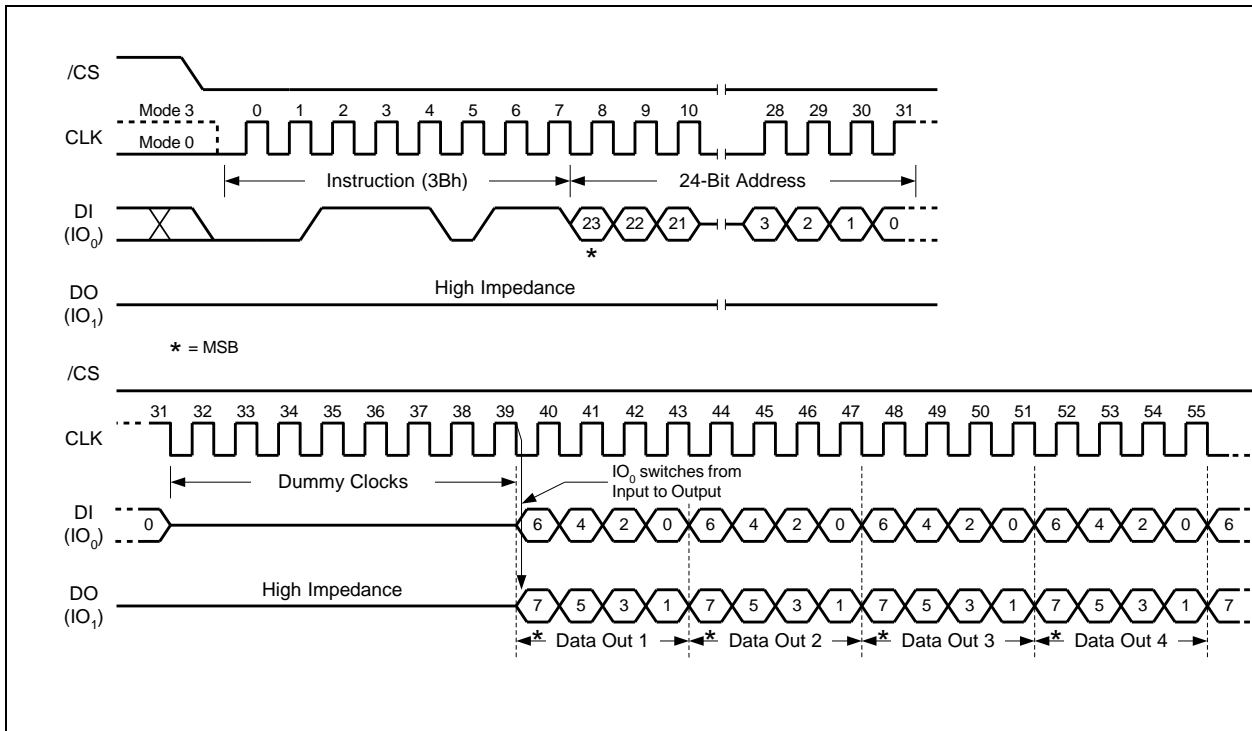 /CS
Mode 3 0 1 2 3 4 5 6 7 8 9 10 28 29 30 31
CLK Mode 0
Instruction (3Bh) 24-Bit Address
DI
(IO0) 23 22 21 3 2 1 0
*
DO High Impedance
(IO1)
* = MSB
/CS
31 32 33 34 35 36 37 38 39 40 41 42 43 44 45 46 47 48 49 50 51 52 53 54 55
CLK
Dummy Clocks IO0 switches from
Input to Output
DI
(IO0) 0 6 4 2 0 6 4 2 0 6 4 2 0 6 4 2 0 6
DO High Impedance
(IO1) 7 5 3 1 7 5 3 1 7 5 3 1 7 5 3 1 7
* Data Out 1 * Data Out 2 * Data Out 3 * Data Out 4